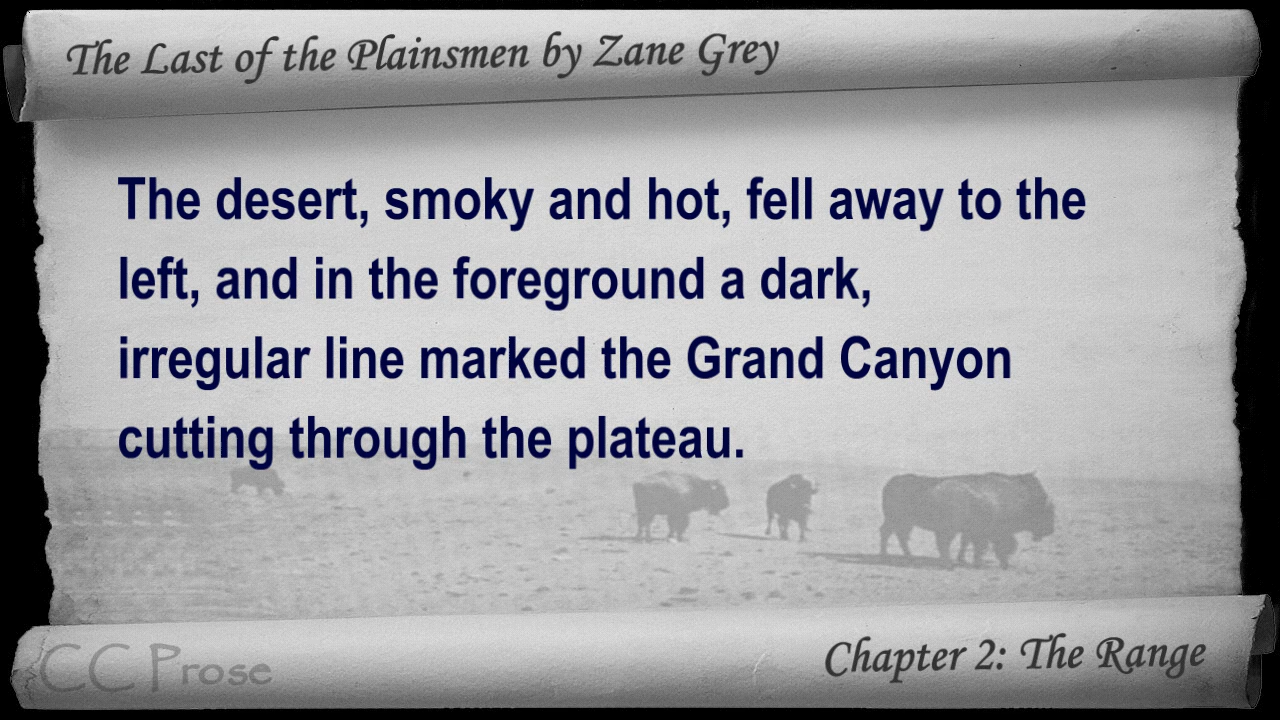 The Last of the Plainsmen by Zane Grey
The desert, smoky and hot, fell away to the
left, and in the foreground a dark,
irregular line marked the Grand Canyon
cutting through the plateau.
CC Prose
Chapter 2: The Range